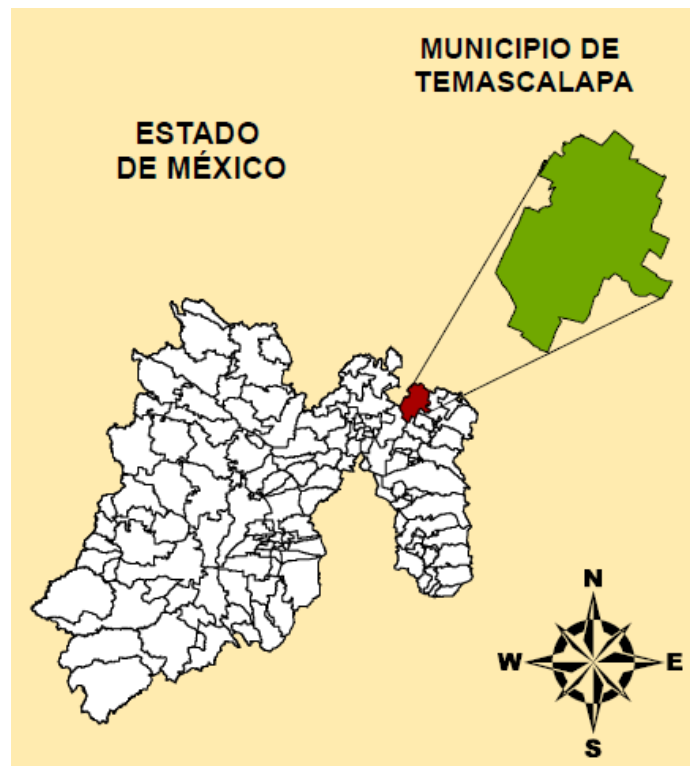 MUNICIPIO DE
TEMASCALAPA
ESTADO
DE MÉXICO
N
W
E
S